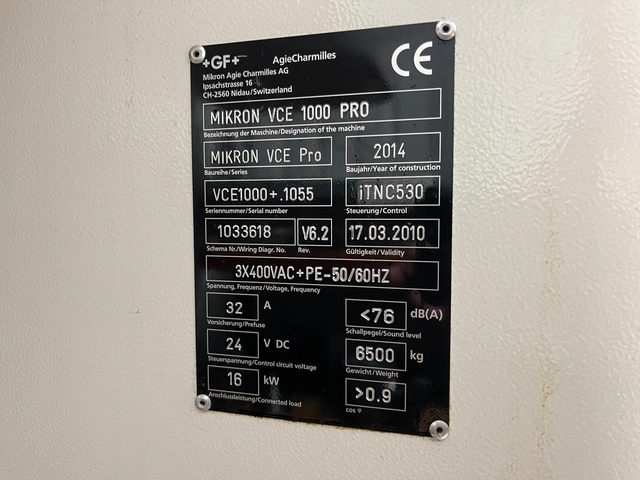 +GF+ AgieCharmilles CE
Mikron Agie Charmilles AG
Ipsachstrasse 16
CH-2560 Nidau/Switzerland
MIKRON VCE 1000 PRO
Bezeichnung der Maschine/Designation of the machine
MIKRON VCE Pro 2014
Baureihe/Series Baujahr/Year of construction
VCE1000+.1055 iTNC530
Seriennummer/Serial number Steuerung/Control
1033618 V6.2 17.03.2010
Schema Nr./Wiring Diagr. No. Rev. Gültigkeit/Validity
3X400VAC+PE-50/60HZ
Spannung, Frequenz/Voltage, Frequency
32 A <76 dB(A)
Vorsicherung/Prefuse Schallpegel/Sound level
24 V DC 6500 kg
Steuerspannung/Control circuit voltage Gewicht/Weight
16 kW >0.9
Anschlussleistung/Connected load cos φ